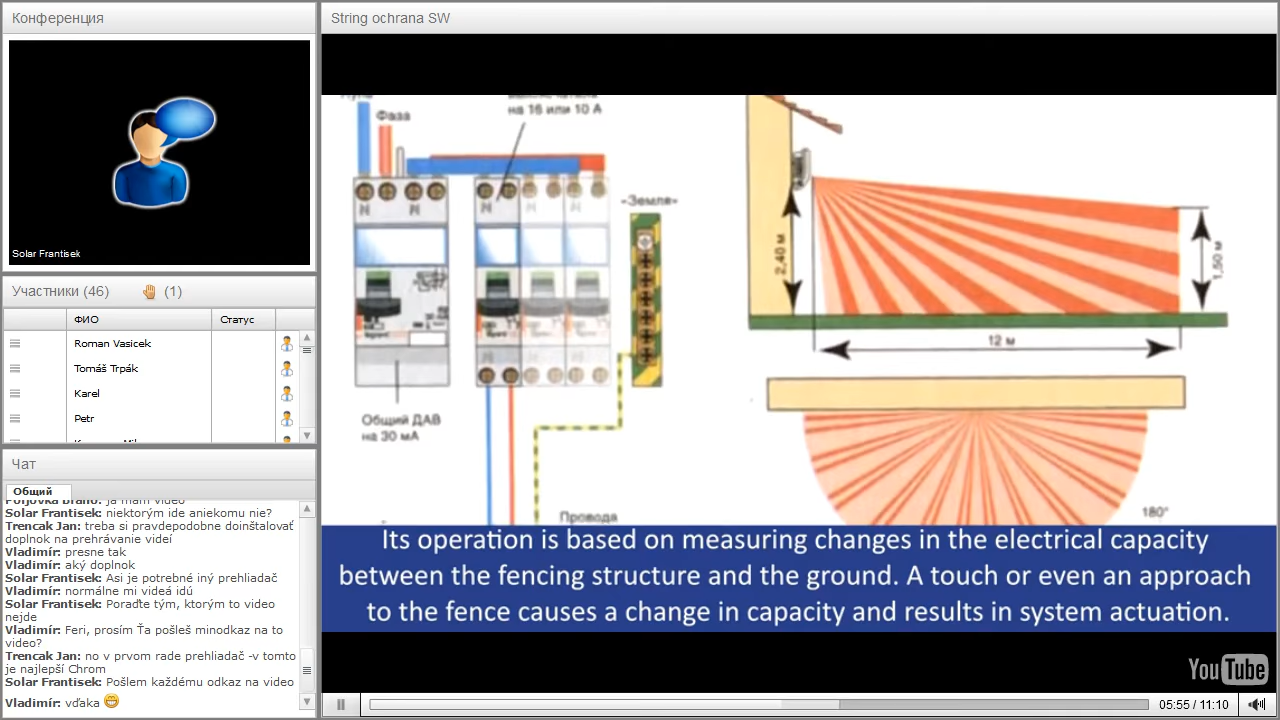 Конференция
Solar Frantisek
Участники (46)
(1)
ФИО
Статус
Roman Vasicek
Tomáš Trpák
Karel
Petr
Чат
Общий
ja mam video
Solar Frantisek: niektorým ide aniekomu nie?
Trencak Jan: treba si pravdepodobne doinštalovať
doplnok na prehrávanie videí
Vladimír: presne tak
Vladimír: aký doplnok
Solar Frantisek: Asi je potrebné iný prehliadač
Vladimír: normálne mi videá idú
Solar Frantisek: Poraďte tým, ktorým to video
nejde
Vladimír: Feri, prosím Ťa pošleš minodkaz na to
video?
Trencak Jan: no v prvom rade prehliadač -v tomto
je najlepší Chrom
Solar Frantisek: Pošlem každému odkaz na video
Vladimír: vďaka
String ochrana SW
на 16 или 10 А
Фаза
N
N
N
N
N
«Земля»
2,40 м
1,50 м
12 м
Общий ДАВ
на 30 мА
Провода
180°
Its operation is based on measuring changes in the electrical capacity
between the fencing structure and the ground. A touch or even an approach
to the fence causes a change in capacity and results in system actuation.
YouTube
05:55 / 11:10